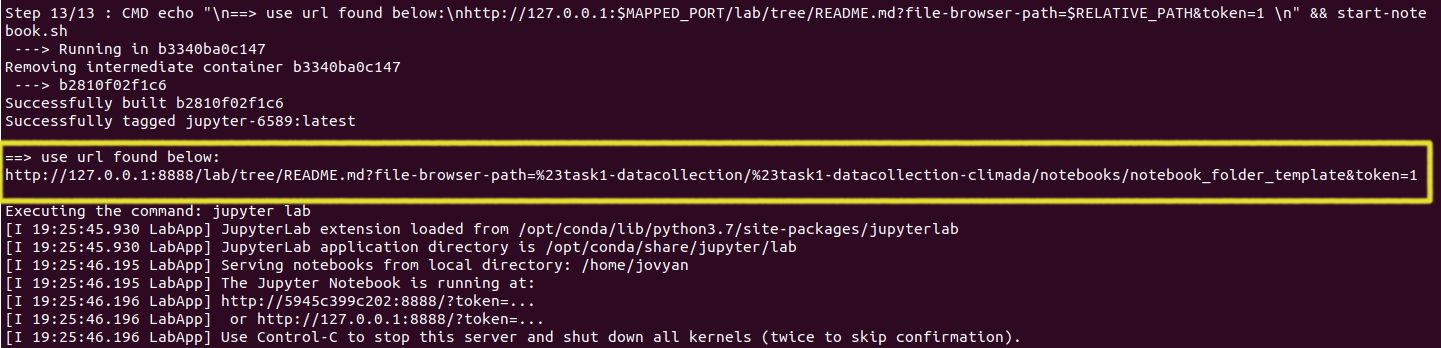 Step 13/13 : CMD echo "\n==> use url found below:\nhttp://127.0.0.1:$MAPPED_PORT/lab/tree/README.md?file-browser-path=$RELATIVE_PATH&token=1 \n" && start-note
book.sh
 ---> Running in b3340ba0c147
Removing intermediate container b3340ba0c147
 ---> b2810f02f1c6
Successfully built b2810f02f1c6
Successfully tagged jupyter-6589:latest
==> use url found below:
http://127.0.0.1:8888/lab/tree/README.md?file-browser-path=%23task1-datacollection/%23task1-datacollection-climada/notebooks/notebook_folder_template&token=1
Executing the command: jupyter lab
[I 19:25:45.930 LabApp] JupyterLab extension loaded from /opt/conda/lib/python3.7/site-packages/jupyterlab
[I 19:25:45.930 LabApp] JupyterLab application directory is /opt/conda/share/jupyter/lab
[I 19:25:46.195 LabApp] Serving notebooks from local directory: /home/jovyan
[I 19:25:46.195 LabApp] The Jupyter Notebook is running at:
[I 19:25:46.196 LabApp] http://5945c399c202:8888/?token=...
[I 19:25:46.196 LabApp]  or http://127.0.0.1:8888/?token=...
[I 19:25:46.196 LabApp] Use Control-C to stop this server and shut down all kernels (twice to skip confirmation).